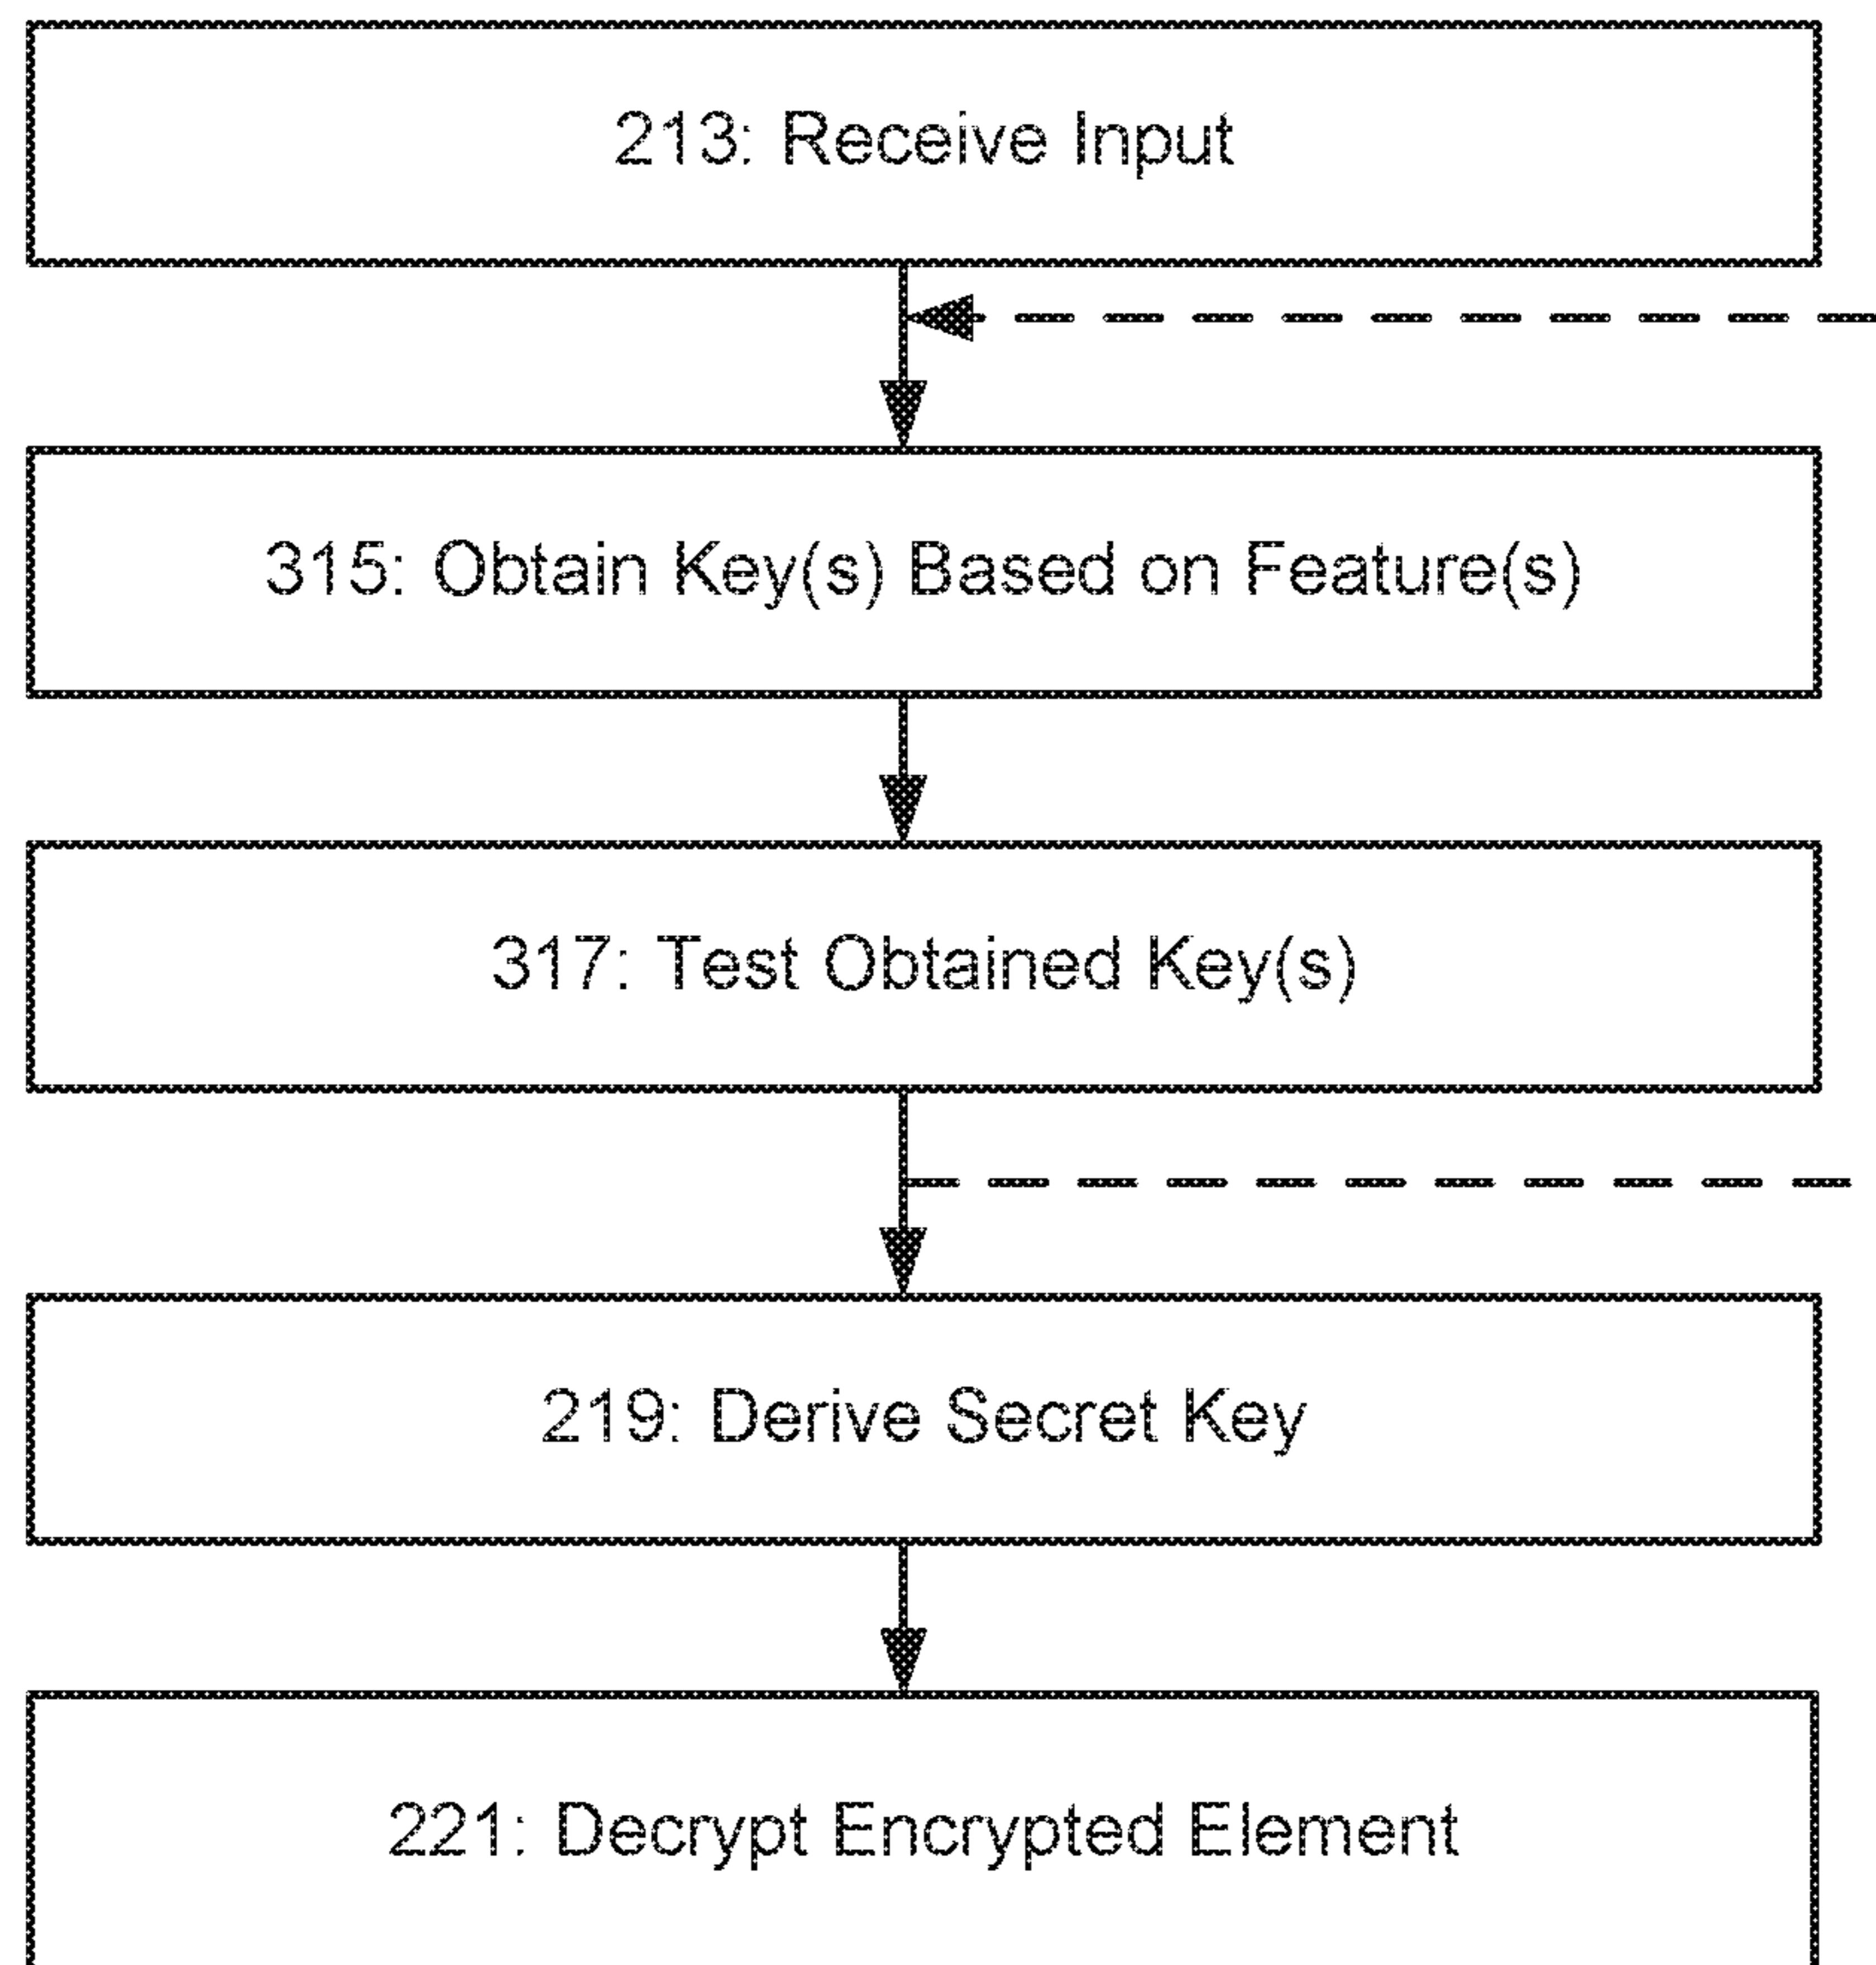 213: Receive Input
315: Obtain Key(s) Based on Feature(s)
317: Test Obtained Key(s)
219: Derive Secret Key
221: Decrypt Encrypted Element